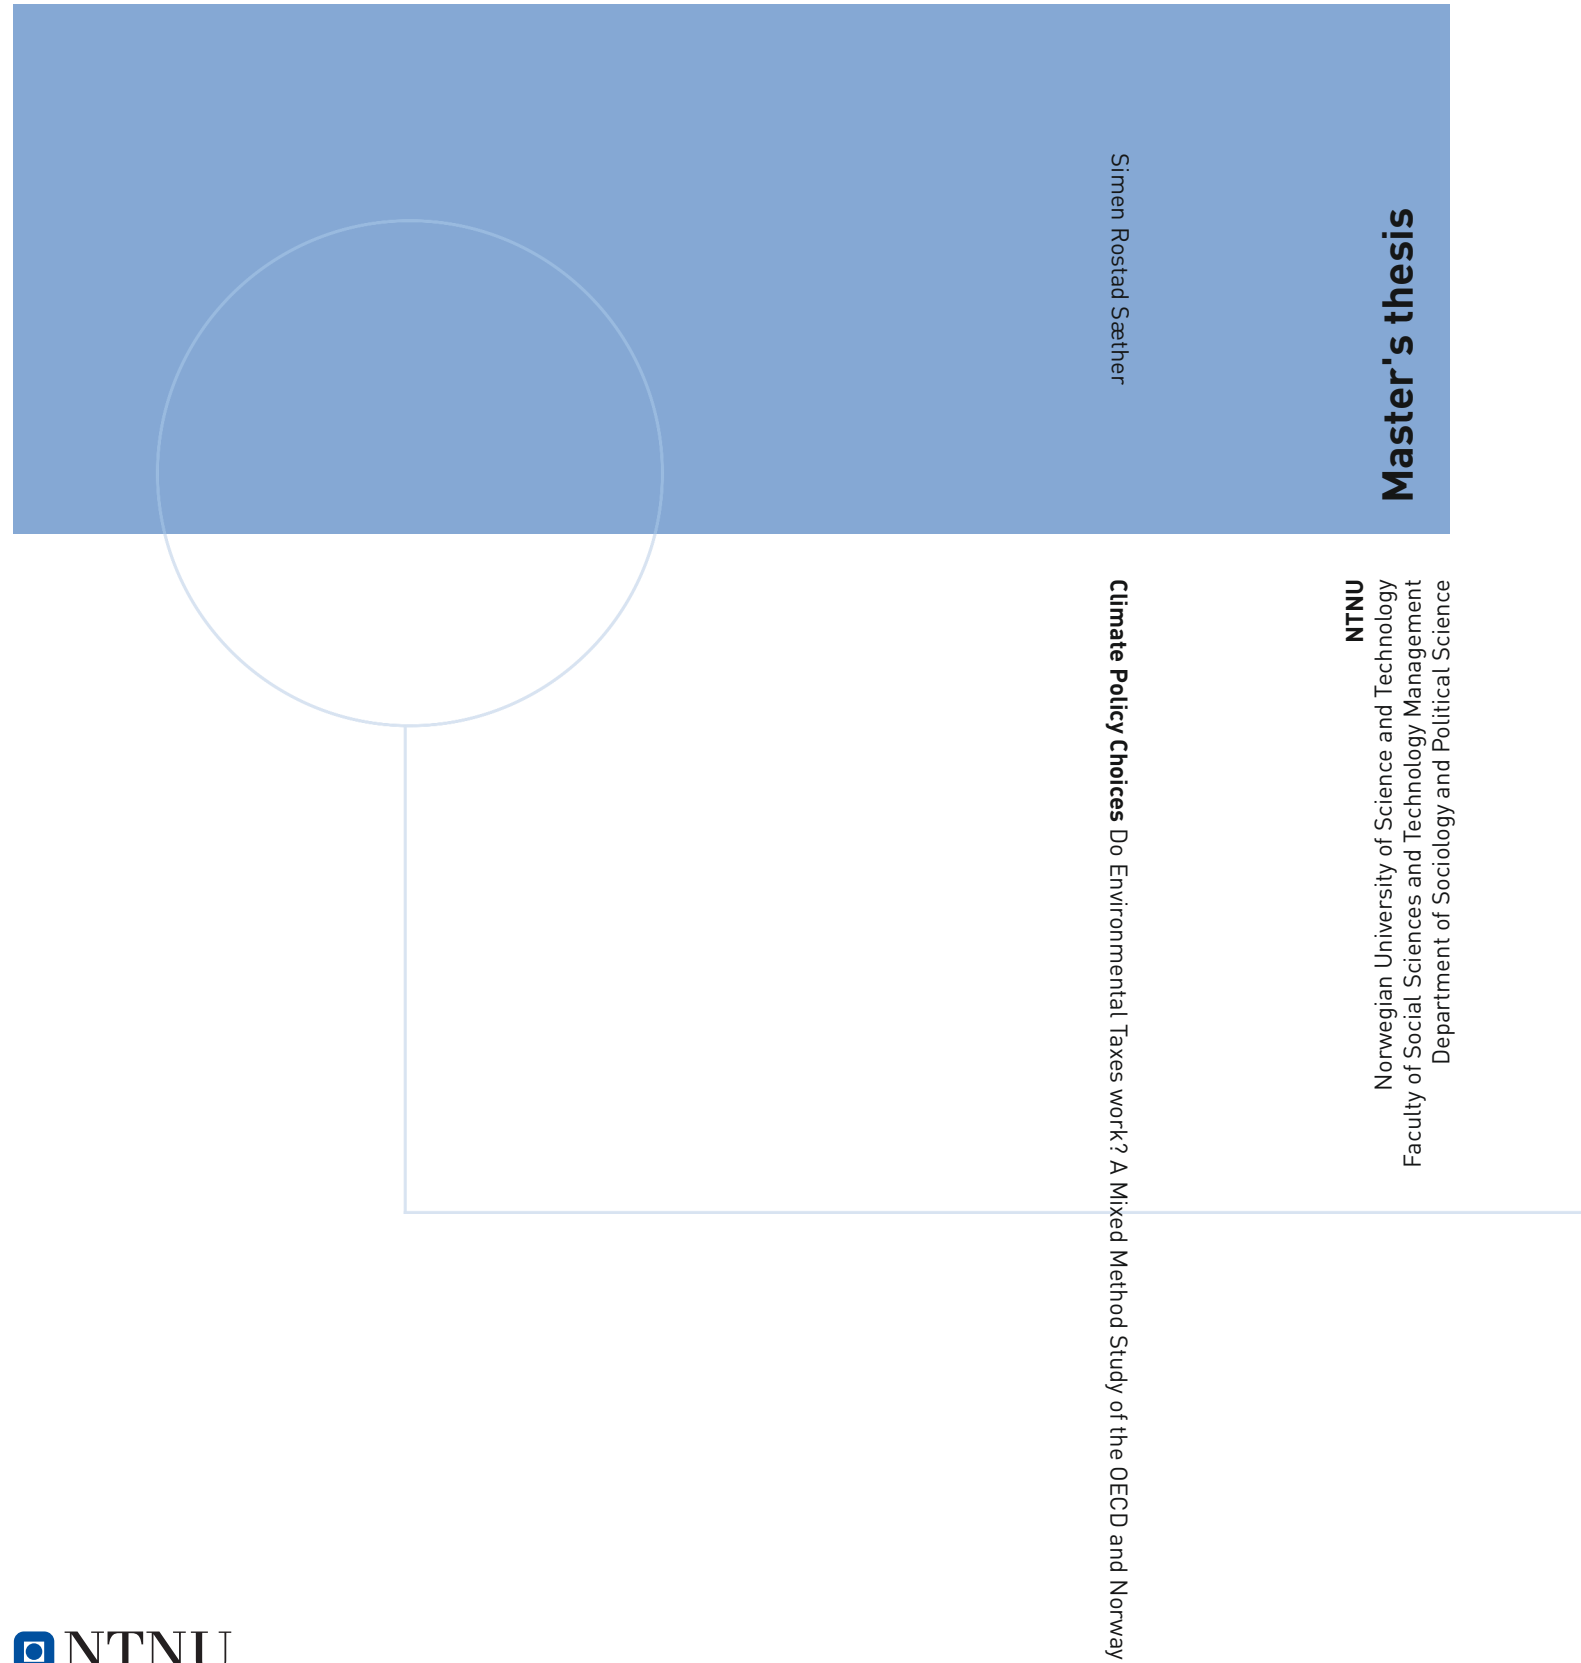 Simen Rostad Sæther
Master's thesis
Climate Policy Choices Do Environmental Taxes work? A Mixed Method Study of the OECD and Norway
NTNU
Norwegian University of Science and Technology
Faculty of Social Sciences and Technology Management
Department of Sociology and Political Science
NTNU